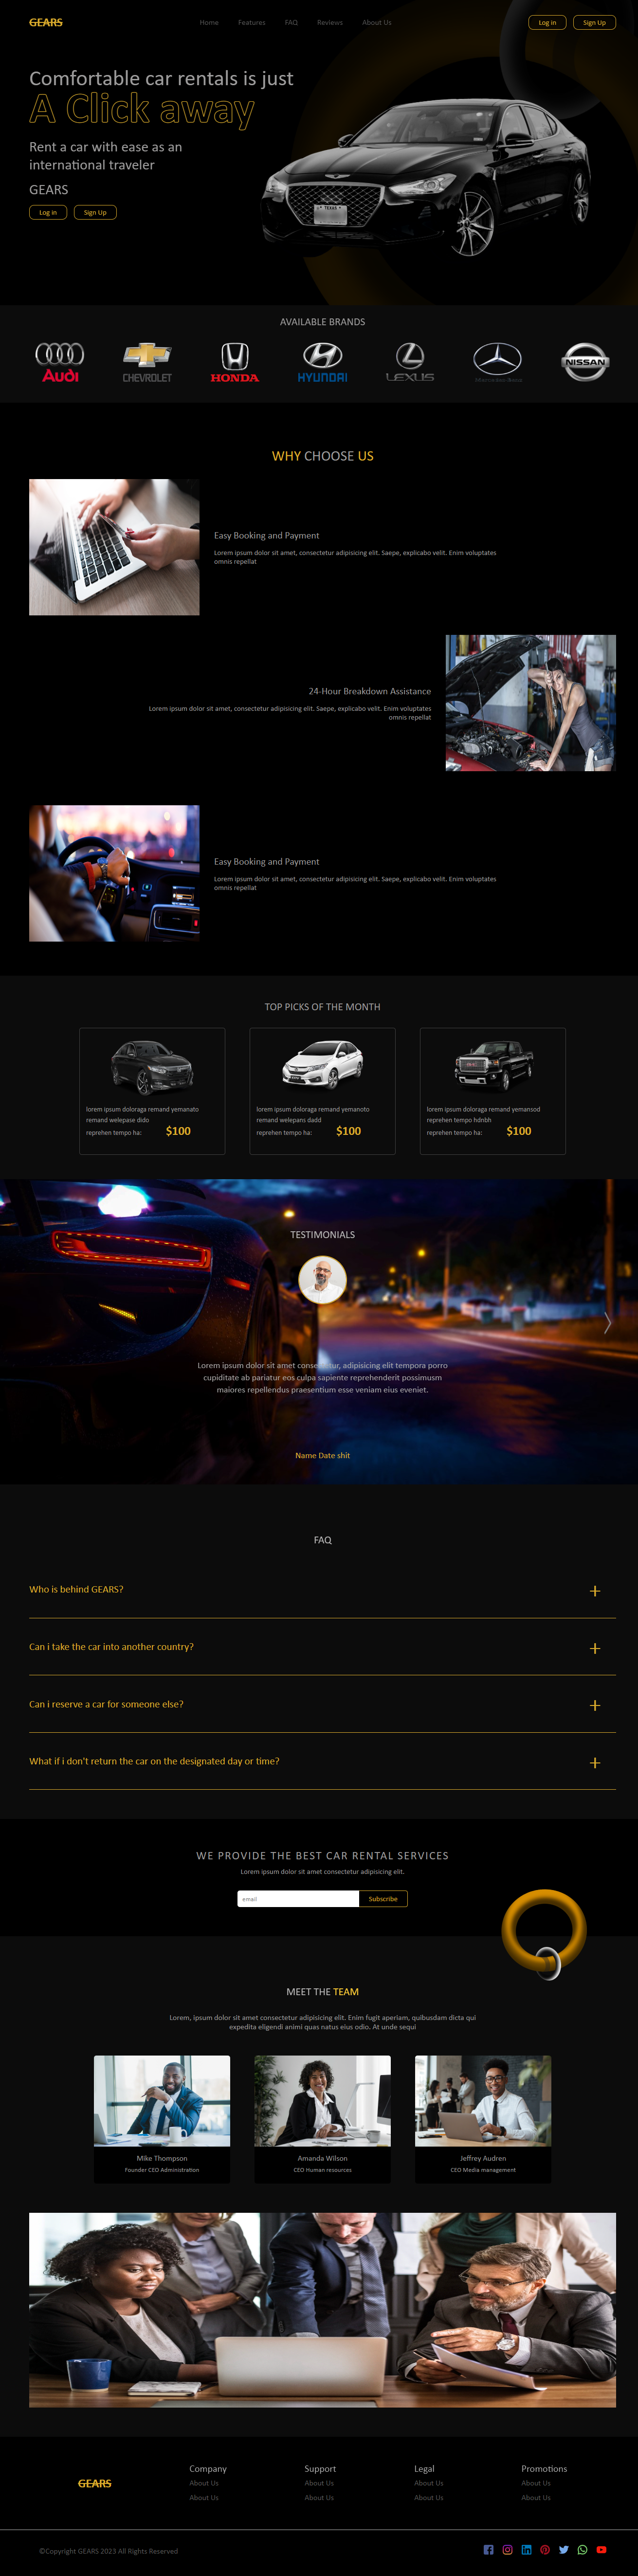 GEARS
Home Features FAQ Reviews About Us
Log in Sign Up
Comfortable car rentals is just
A Click away
Rent a car with ease as an
international traveler
GEARS
Log in Sign Up
TEXAS
AVAILABLE BRANDS
Audi CHEVROLET HONDA HYUNDAI LEXUS Mercedes-Benz NISSAN
WHY CHOOSE US
Easy Booking and Payment
Lorem ipsum dolor sit amet, consectetur adipisicing elit. Saepe, explicabo velit. Enim voluptates
omnis repellat
24-Hour Breakdown Assistance
Lorem ipsum dolor sit amet, consectetur adipisicing elit. Saepe, explicabo velit. Enim voluptates
omnis repellat
Easy Booking and Payment
Lorem ipsum dolor sit amet, consectetur adipisicing elit. Saepe, explicabo velit. Enim voluptates
omnis repellat
TOP PICKS OF THE MONTH
lorem ipsum doloraga remand yemanato
remand welepase dido
reprehen tempo ha: $100
lorem ipsum doloraga remand yemanoto
remand welepans dadd
reprehen tempo ha: $100
lorem ipsum doloraga remand yemansod
reprehen tempo hdnbh
reprehen tempo ha: $100
TESTIMONIALS
Lorem ipsum dolor sit amet consectetur, adipisicing elit tempora porro
cupiditate ab pariatur eos culpa sapiente reprehenderit possimusm
maiores repellendus praesentium esse veniam eius eveniet.
Name Date shit
FAQ
Who is behind GEARS?
Can i take the car into another country?
Can i reserve a car for someone else?
What if i don't return the car on the designated day or time?
WE PROVIDE THE BEST CAR RENTAL SERVICES
Lorem ipsum dolor sit amet consectetur adipisicing elit.
email Subscribe
MEET THE TEAM
Lorem, ipsum dolor sit amet consectetur adipisicing elit. Enim fugit aperiam, quibusdam dicta qui
expedita eligendi animi quas natus eius odio. At unde sequi
Mike Thompson
Founder CEO Administration
Amanda Wilson
CEO Human resources
Jeffrey Audren
CEO Media management
GEARS
Company
About Us
About Us
Support
About Us
About Us
Legal
About Us
About Us
Promotions
About Us
About Us
©Copyright GEARS 2023 All Rights Reserved